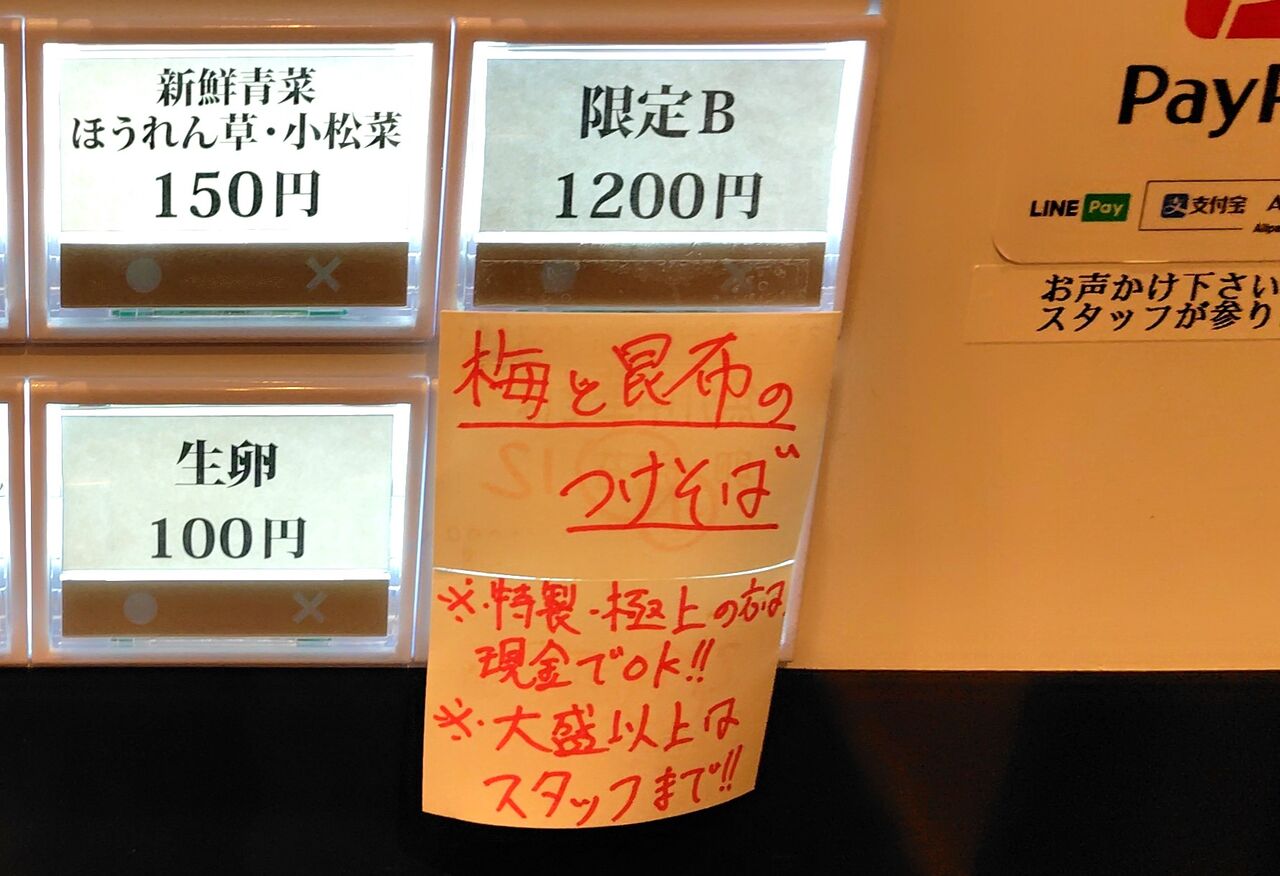 新鮮青菜
ほうれん草・小松菜
150円
限定B
1200円
生卵
100円
梅と昆布の
つけそば
※・特製・極上の方は
現金でOK!!
※・大盛以上は
スタッフまで!!
PayP
LINE Pay
支付宝
お声かけ下さい
スタッフが参り